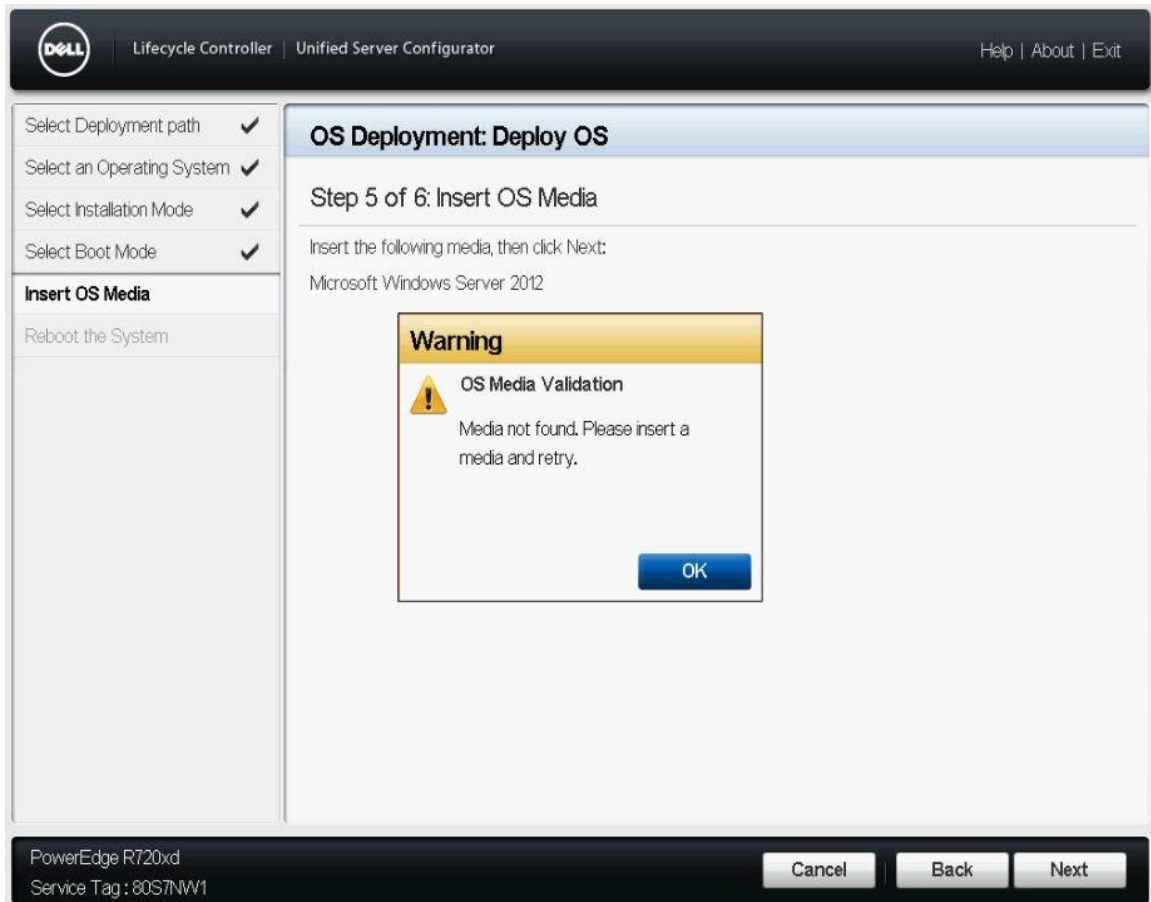 DELL
Lifecycle Controller | Unified Server Configurator
Help | About | Exit
Select Deployment path
Select an Operating System
Select Installation Mode
Select Boot Mode
Insert OS Media
Reboot the System
OS Deployment: Deploy OS
Step 5 of 6: Insert OS Media
Insert the following media, then click Next:
Microsoft Windows Server 2012
Warning
OS Media Validation
Media not found. Please insert a
media and retry.
OK
PowerEdge R720xd
Service Tag : 80S7NW1
Cancel
Back
Next